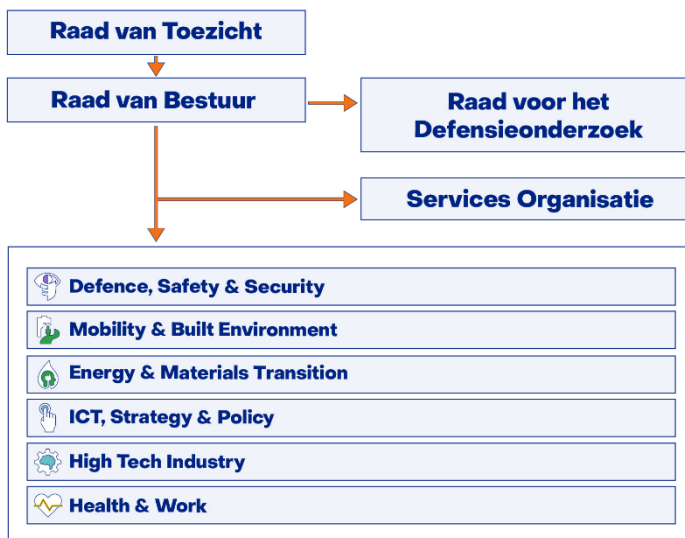 Raad van Toezicht
Raad van Bestuur
Raad voor het
Defensieonderzoek
Services Organisatie
Defence, Safety & Security
Mobility & Built Environment
Energy & Materials Transition
ICT, Strategy & Policy
High Tech Industry
Health & Work